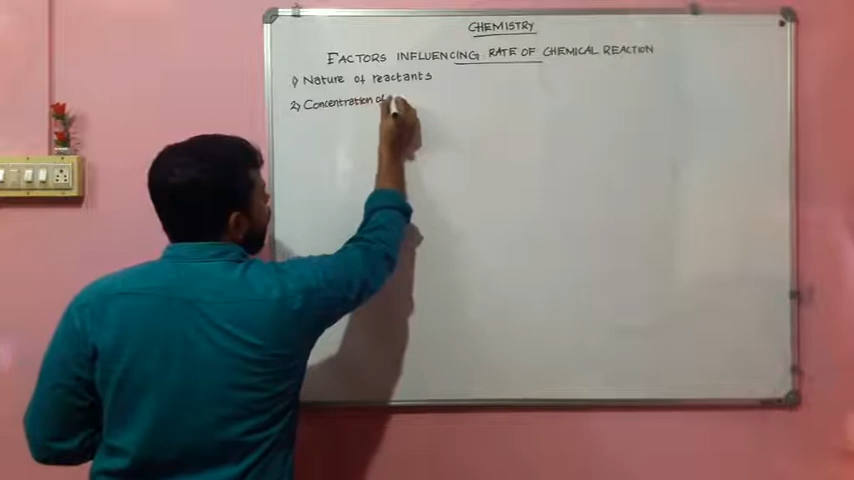 CHEMISTRY
FACTORS INFLUENCING RATE OF CHEMICAL REACTION
1) Nature of reactants
2) Concentration of